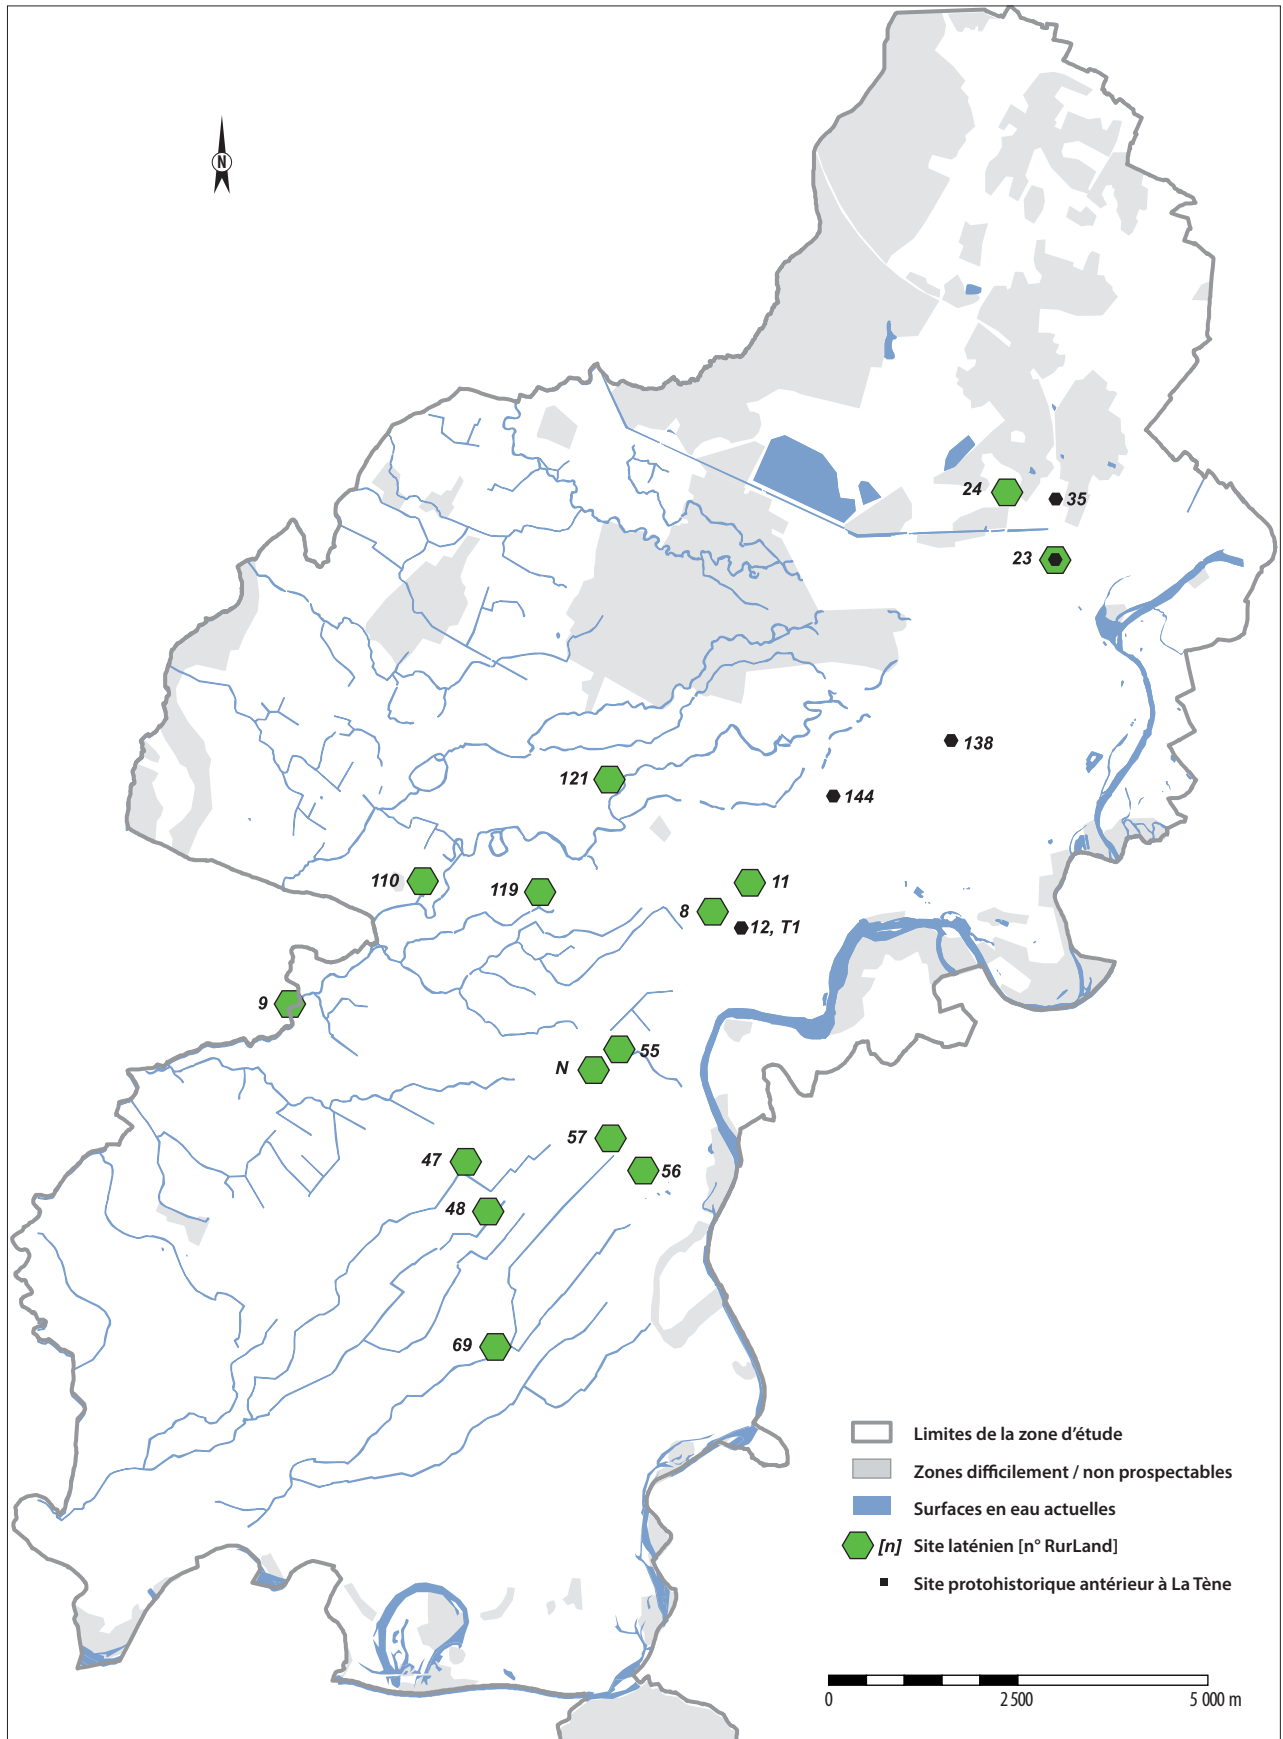 N
24
35
23
138
121
144
110
119
11
8
12, T1
9
55
N
57
47
56
48
69
Limites de la zone d'étude
Zones difficilement / non prospectables
Surfaces en eau actuelles
[n] Site laténien [n° RurLand]
Site protohistorique antérieur à La Tène
0 2 500 5 000 m